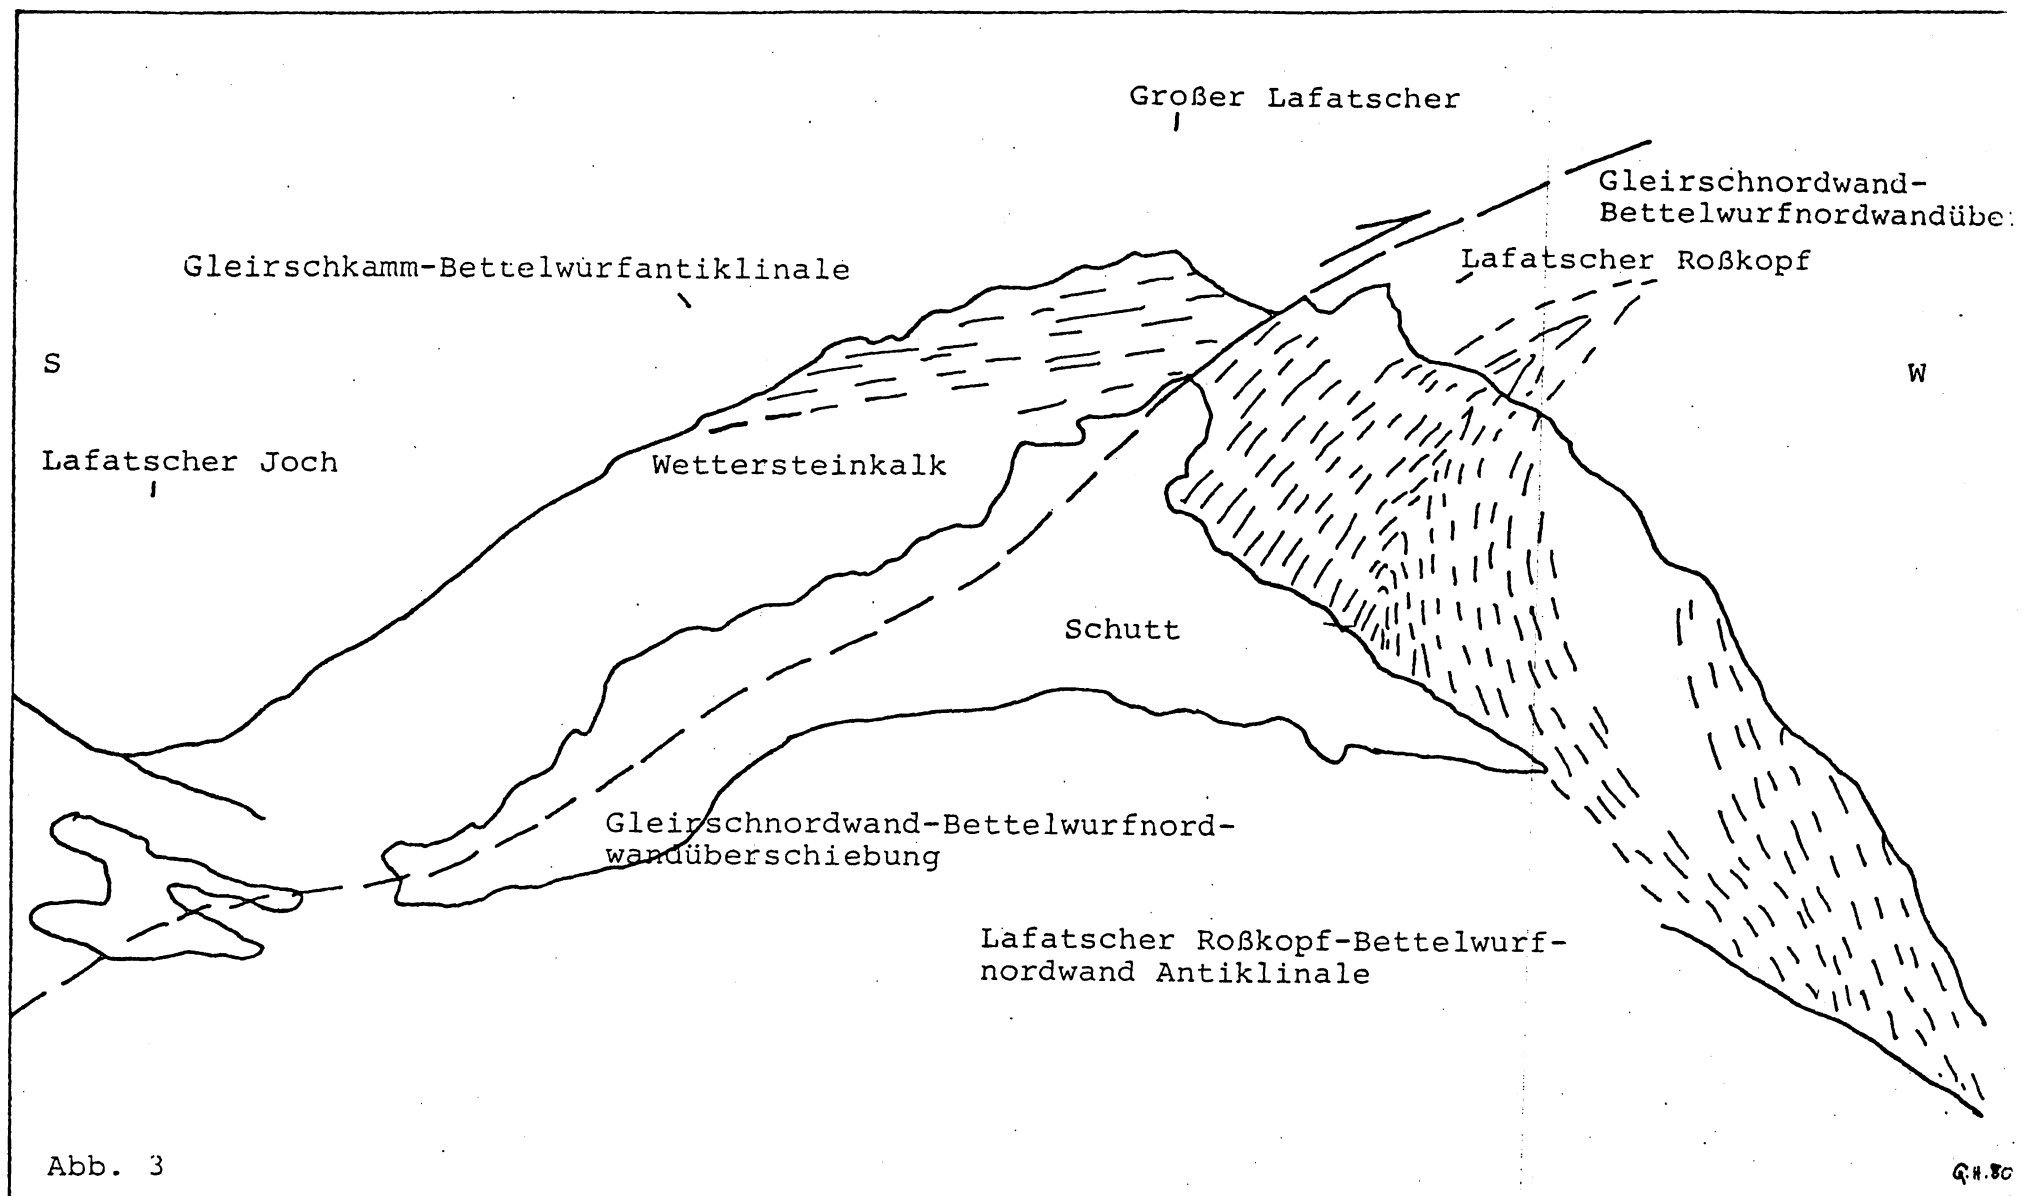 Großer Lafatscher
Gleirschnordwand-
Bettelwurfnordwandübe
Lafatscher Roßkopf
Gleirschkamm-Bettelwurfantiklinale
S
W
Lafatscher Joch
Wettersteinkalk
Schutt
Gleirschnordwand-Bettelwurfnord-
wandüberschiebung
Lafatscher Roßkopf-Bettelwurf-
nordwand Antiklinale
Abb. 3
G.H.80